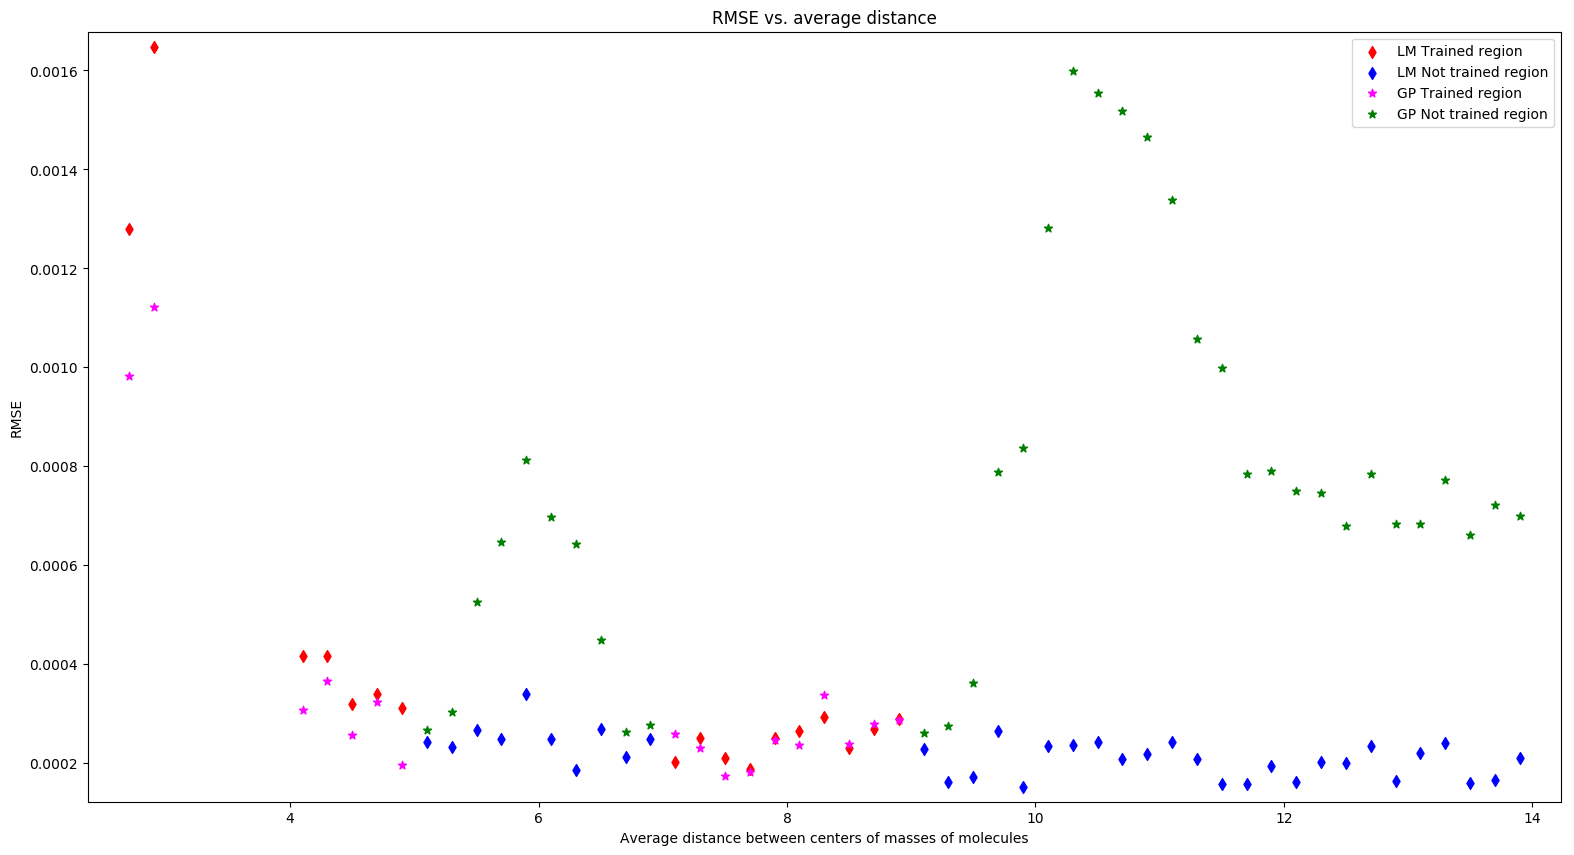 RMSE vs. average distance
LM Trained region
LM Not trained region
GP Trained region
GP Not trained region
RMSE
0.0016
0.0014
0.0012
0.0010
0.0008
0.0006
0.0004
0.0002
4 6 8 10 12 14
Average distance between centers of masses of molecules